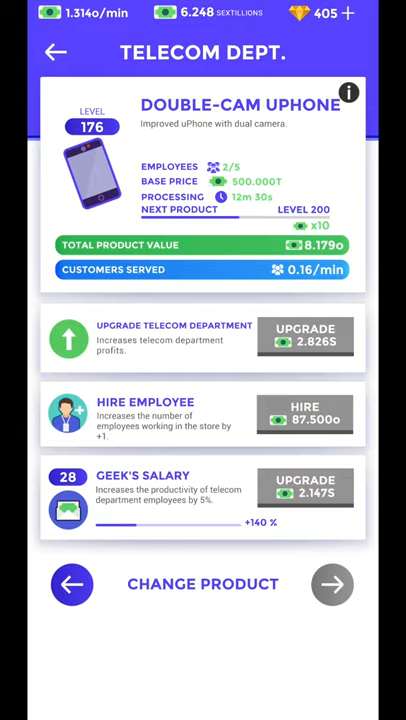 1.314o/min
6.248 SEXTILLIONS
405 +
TELECOM DEPT.
DOUBLE-CAM UPHONE
i
LEVEL
176
Improved uPhone with dual camera.
EMPLOYEES 2/5
BASE PRICE 500.000T
PROCESSING 12m 30s
NEXT PRODUCT LEVEL 200
x10
TOTAL PRODUCT VALUE 8.179o
CUSTOMERS SERVED 0.16/min
UPGRADE TELECOM DEPARTMENT
Increases telecom department
profits.
UPGRADE
2.826S
HIRE EMPLOYEE
Increases the number of
employees working in the store by
+1.
28
HIRE
87.500o
28
GEEK'S SALARY
Increases the productivity of telecom
department employees by 5%.
+140 %
UPGRADE
2.147S
CHANGE PRODUCT